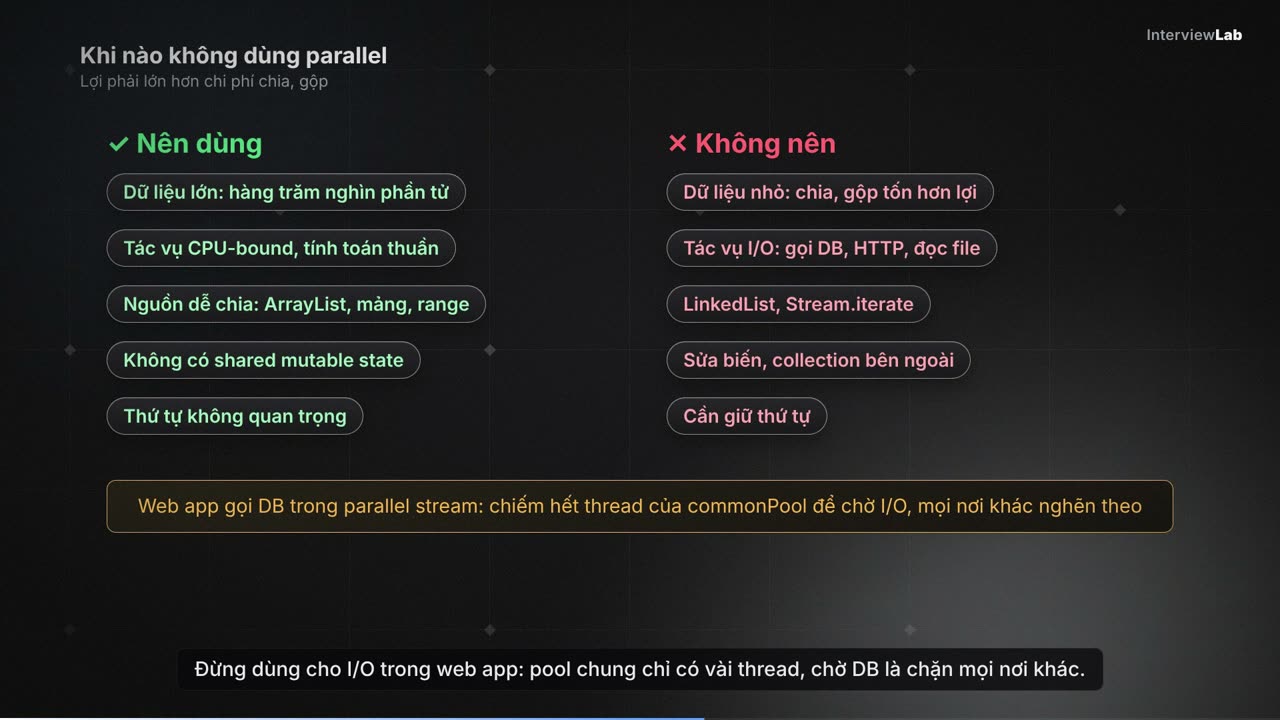 Khi nào không dùng parallel
Lợi phải lớn hơn chi phí chia, gộp
InterviewLab
✓ Nên dùng
Dữ liệu lớn: hàng trăm nghìn phần tử
Tác vụ CPU-bound, tính toán thuần
Nguồn dễ chia: ArrayList, mảng, range
Không có shared mutable state
Thứ tự không quan trọng
✕ Không nên
Dữ liệu nhỏ: chia, gộp tốn hơn lợi
Tác vụ I/O: gọi DB, HTTP, đọc file
LinkedList, Stream.iterate
Sửa biến, collection bên ngoài
Cần giữ thứ tự
Web app gọi DB trong parallel stream: chiếm hết thread của commonPool để chờ I/O, mọi nơi khác nghẽn theo
Đừng dùng cho I/O trong web app: pool chung chỉ có vài thread, chờ DB là chặn mọi nơi khác.